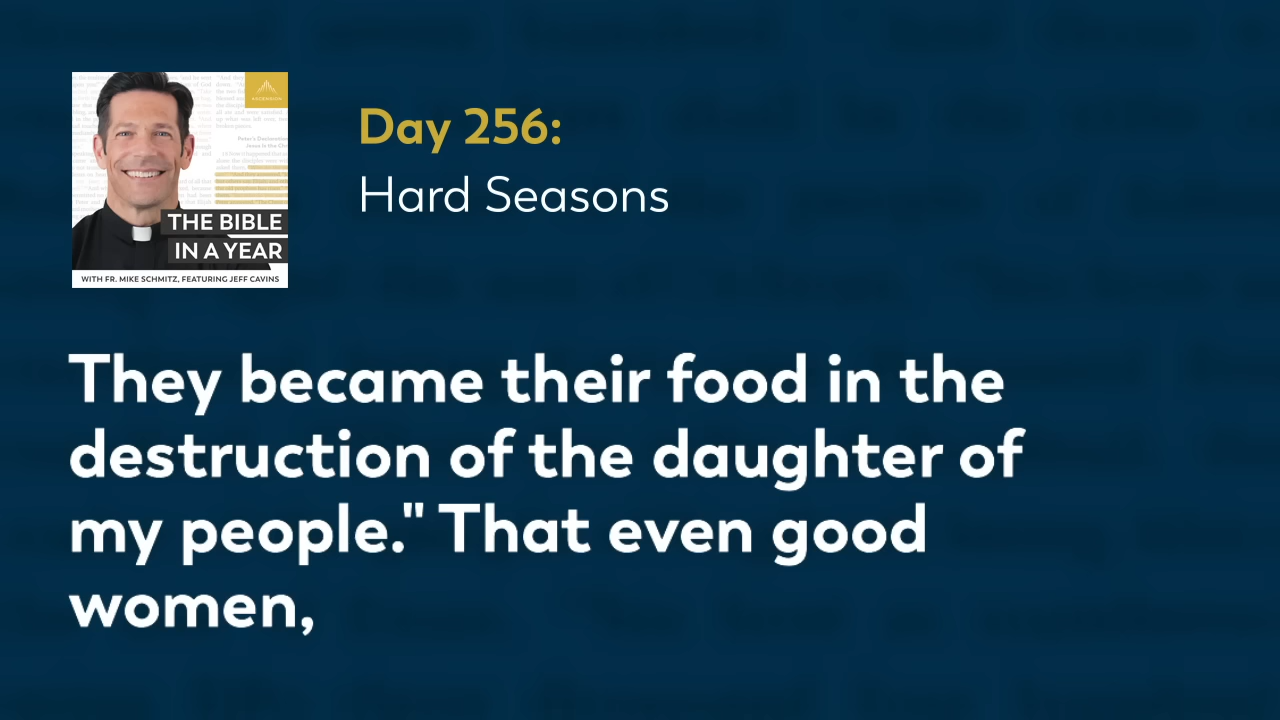 ASCENSION
THE BIBLE
IN A YEAR
WITH FR. MIKE SCHMITZ, FEATURING JEFF CAVINS
Day 256:
Hard Seasons
They became their food in the
destruction of the daughter of
my people." That even good
women,